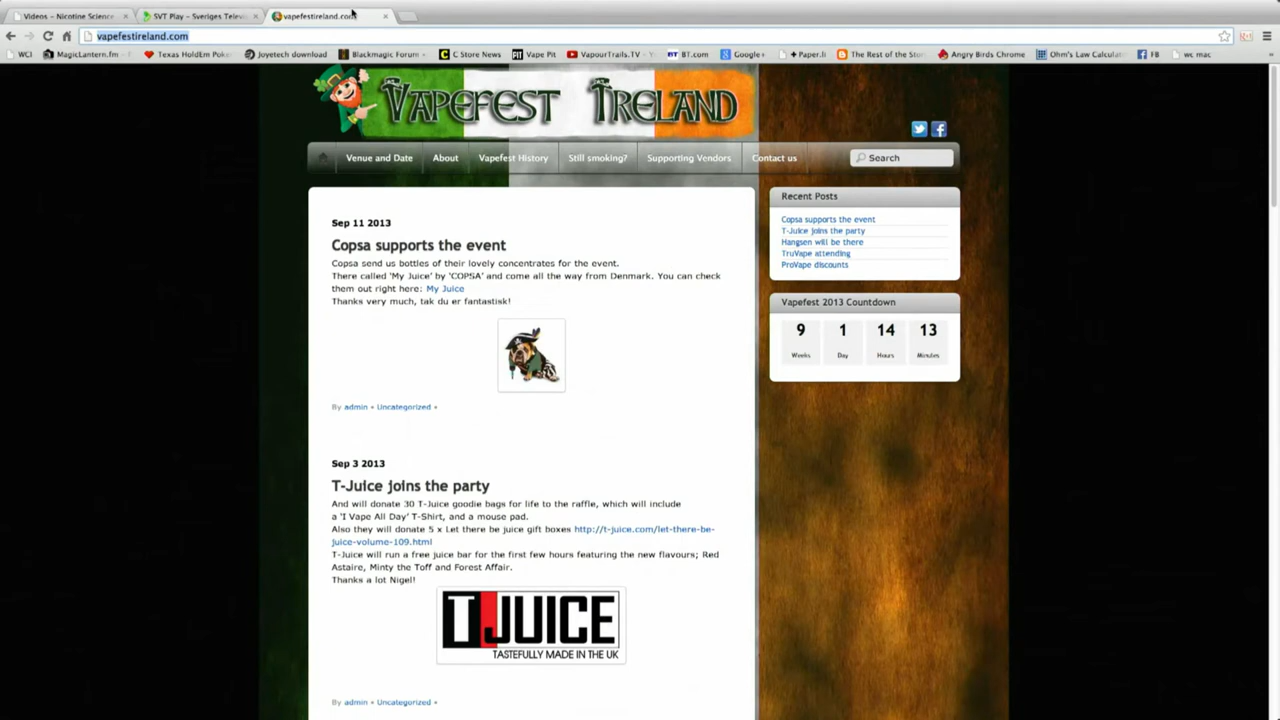 Videos - Nicotine Science
SVT Play - Sveriges Televi
vapefestireland.com
vapefestireland.com
WCI
MagicLantern.fm
Texas HoldEm Poke
Joyetech download
Blackmagic Forum
C Store News
Vape Pit
VapourTrails.TV
BT.com
Google+
Paper.li
The Rest of the Stor
Angry Birds Chrome
Ohm's Law Calculat
FB
wc mac
VAPEFEST IRELAND
Venue and Date
About
Vapefest History
Still smoking?
Supporting Vendors
Contact us
Search
Sep 11 2013
Copsa supports the event
Copsa send us bottles of their lovely concentrates for the event.
There called 'My Juice' by 'COPSA' and come all the way from Denmark. You can check
them out right here: My Juice
Thanks very much, tak du er fantastisk!
By admin • Uncategorized •
Sep 3 2013
T-Juice joins the party
And will donate 30 T-Juice goodie bags for life to the raffle, which will include
a 'I Vape All Day' T-Shirt, and a mouse pad.
Also they will donate 5 x Let there be juice gift boxes http://t-juice.com/let-there-be-
juice-volume-109.html
T-Juice will run a free juice bar for the first few hours featuring the new flavours; Red
Astaire, Minty the Toff and Forest Affair.
Thanks a lot Nigel!
T JUICE
TASTEFULLY MADE IN THE UK
By admin • Uncategorized •
Recent Posts
Copsa supports the event
T-Juice joins the party
Hangsen will be there
TruVape attending
ProVape discounts
Vapefest 2013 Countdown
9 1 14 13
Weeks Day Hours Minutes